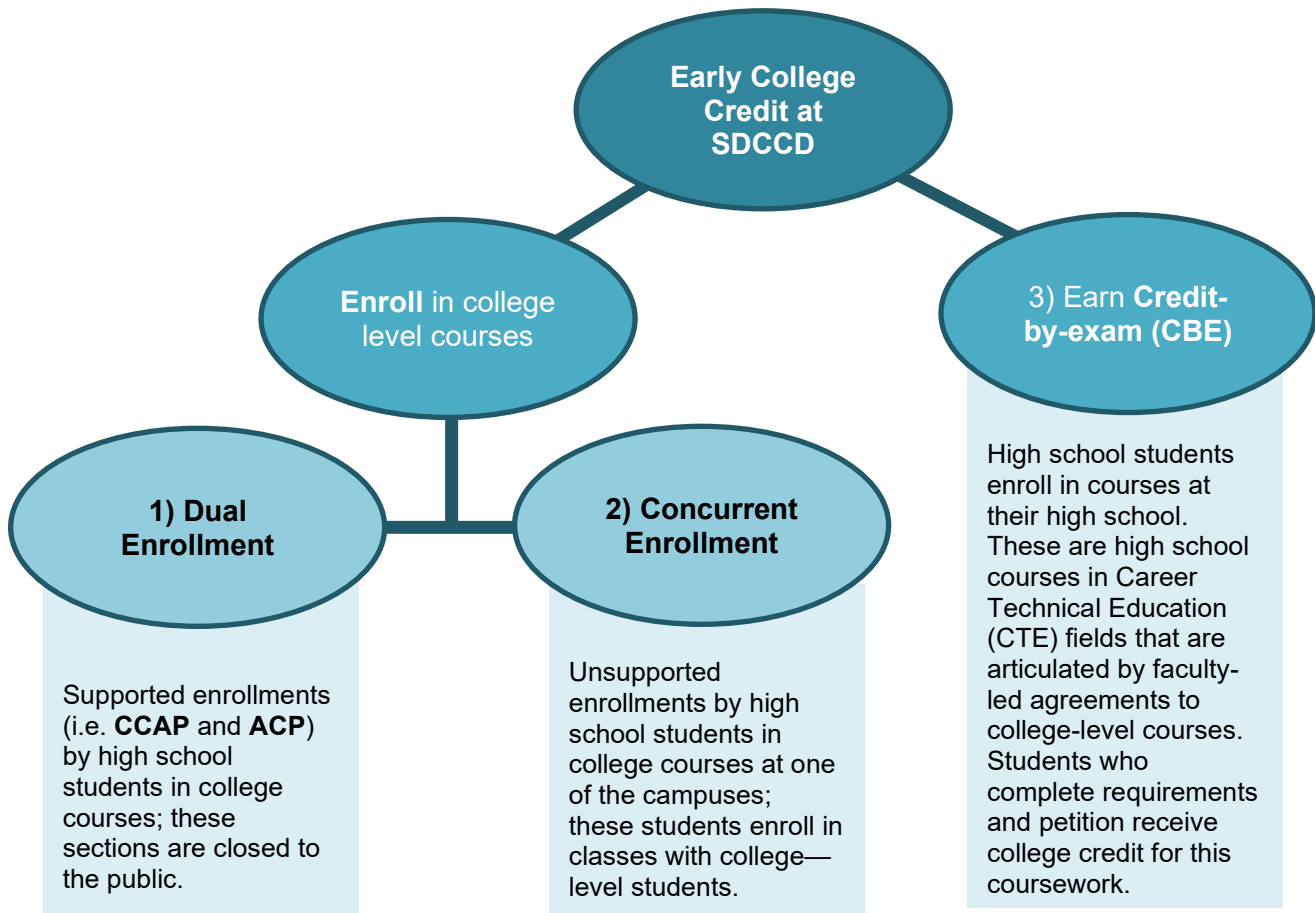 Early College
Credit at
SDCCD
Enroll in college
level courses
3) Earn Credit-
by-exam (CBE)
1) Dual
Enrollment
2) Concurrent
Enrollment
Supported enrollments
(i.e. CCAP and ACP)
by high school
students in college
courses; these
sections are closed to
the public.
Unsupported
enrollments by high
school students in
college courses at one
of the campuses;
these students enroll in
classes with college—
level students.
High school students
enroll in courses at
their high school.
These are high school
courses in Career
Technical Education
(CTE) fields that are
articulated by faculty-
led agreements to
college-level courses.
Students who
complete requirements
and petition receive
college credit for this
coursework.